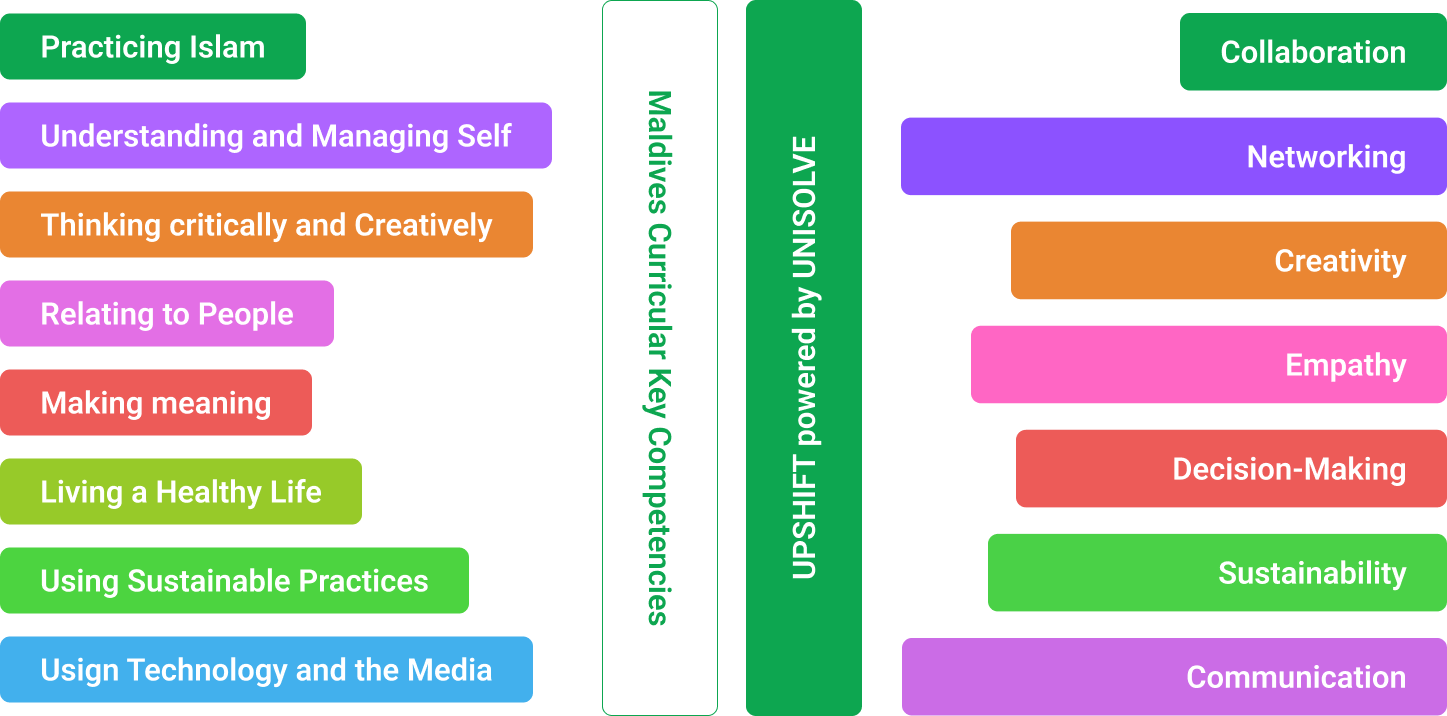 Practicing Islam
Understanding and Managing Self
Thinking critically and Creatively
Relating to People
Making meaning
Living a Healthy Life
Using Sustainable Practices
Usign Technology and the Media
Maldives Curricular Key Competencies
UPSHIFT powered by UNISOLVE
Collaboration
Networking
Creativity
Empathy
Decision-Making
Sustainability
Communication